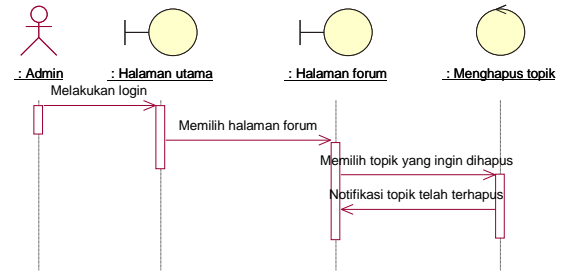 : Admin
: Halaman utama
: Halaman forum
: Menghapus topik
Melakukan login
Memilih halaman forum
Memilih topik yang ingin dihapus
Notifikasi topik telah terhapus